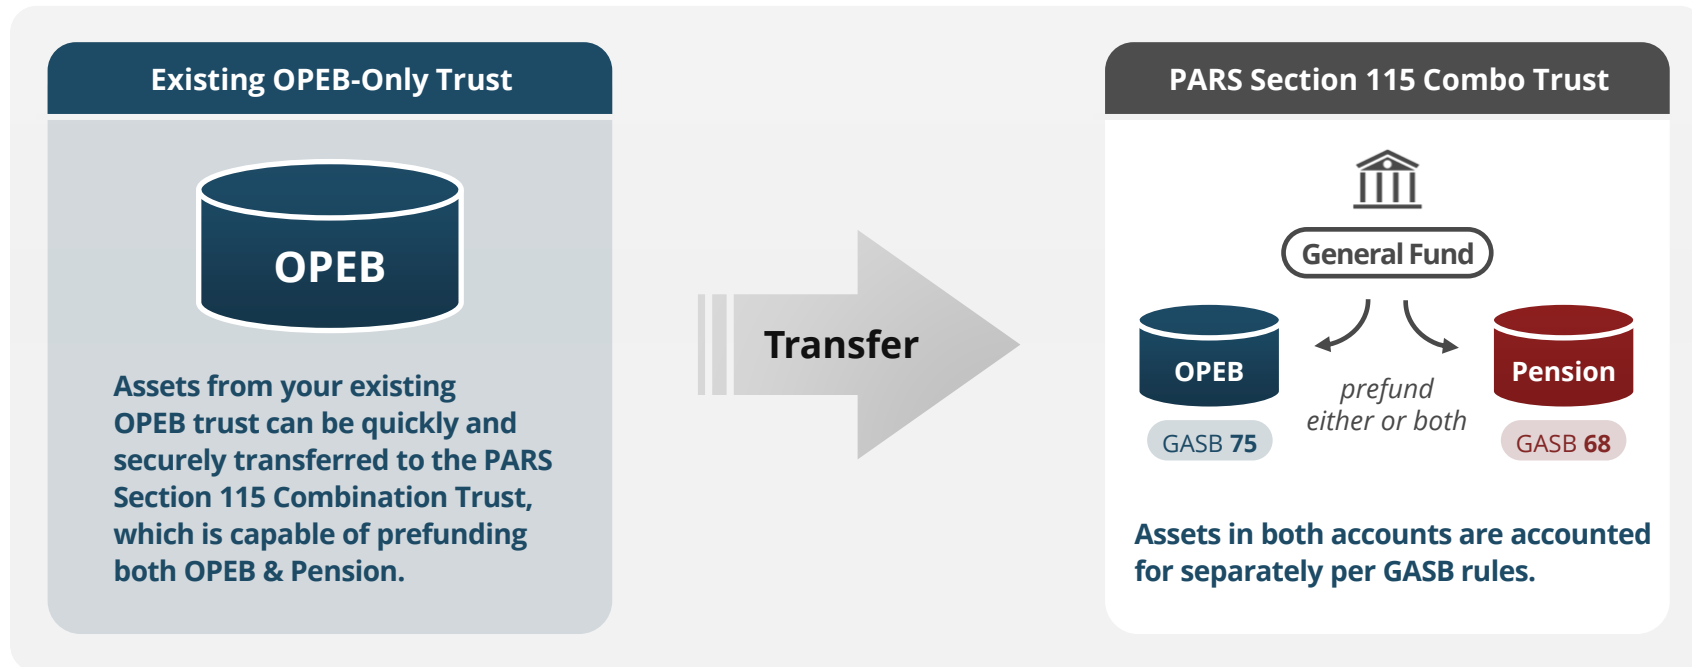 Existing OPEB-Only Trust
OPEB
Assets from your existing
OPEB trust can be quickly and
securely transferred to the PARS
Section 115 Combination Trust,
which is capable of prefunding
both OPEB & Pension.
Transfer
PARS Section 115 Combo Trust
General Fund
OPEB
Pension
prefund
either or both
GASB 75
GASB 68
Assets in both accounts are accounted
for separately per GASB rules.